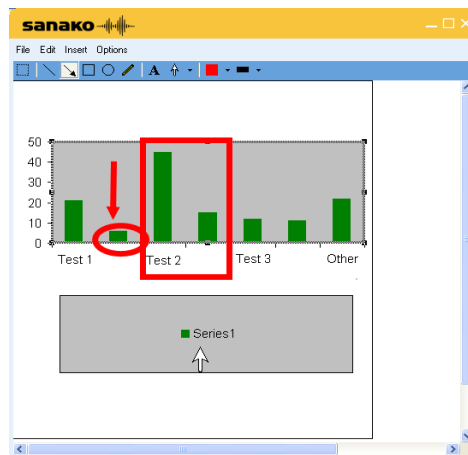 sanako
File Edit Insert Options
A
50
40
30
20
10
0
Test 1 Test 2 Test 3 Other
Series1